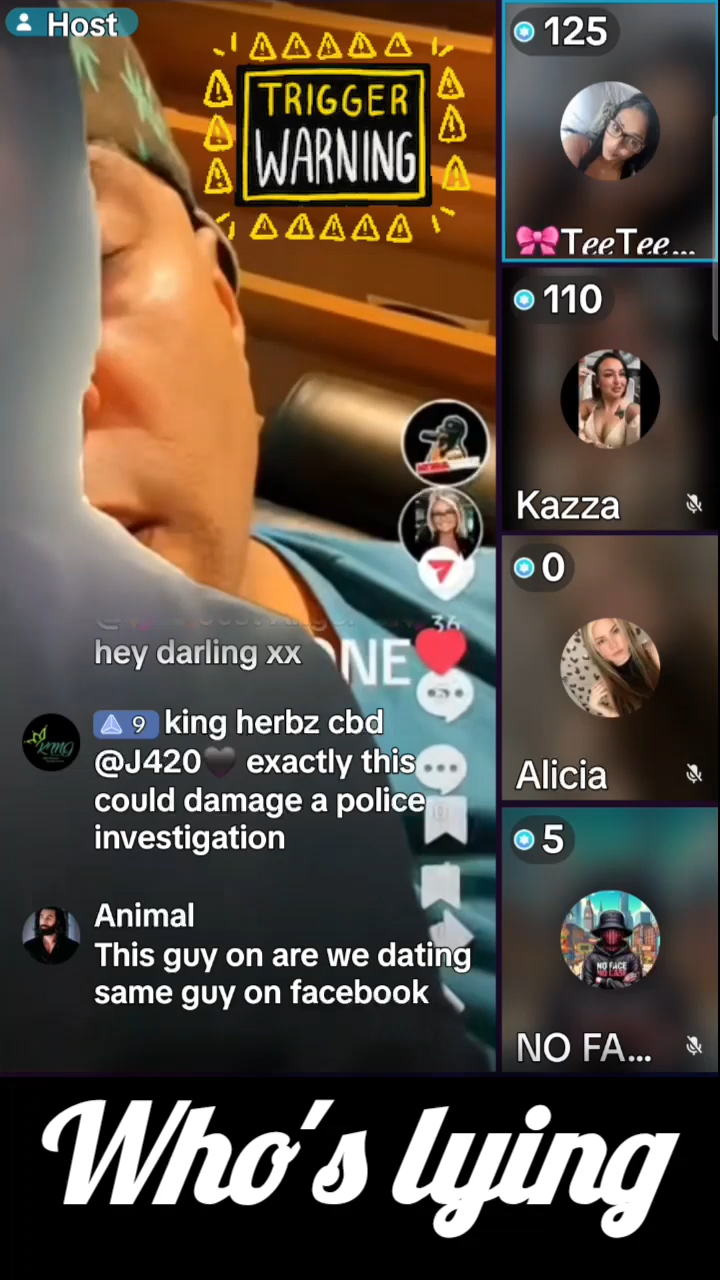 Host
TRIGGER
WARNING
125
TeeTee...
110
Kazza
0
Alicia
5
NO FA...
36
NE
hey darling xx
9 king herbz cbd
@J420🖤 exactly this
could damage a police
investigation
Animal
This guy on are we dating
same guy on facebook
Who's lying